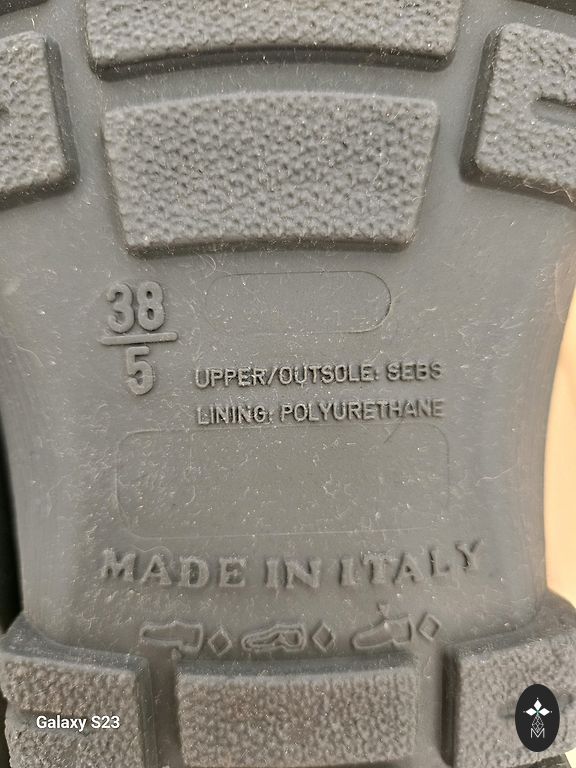 38
5
UPPER/OUTSOLE: SEBS
LINING: POLYURETHANE
MADE IN ITALY
Galaxy S23
M